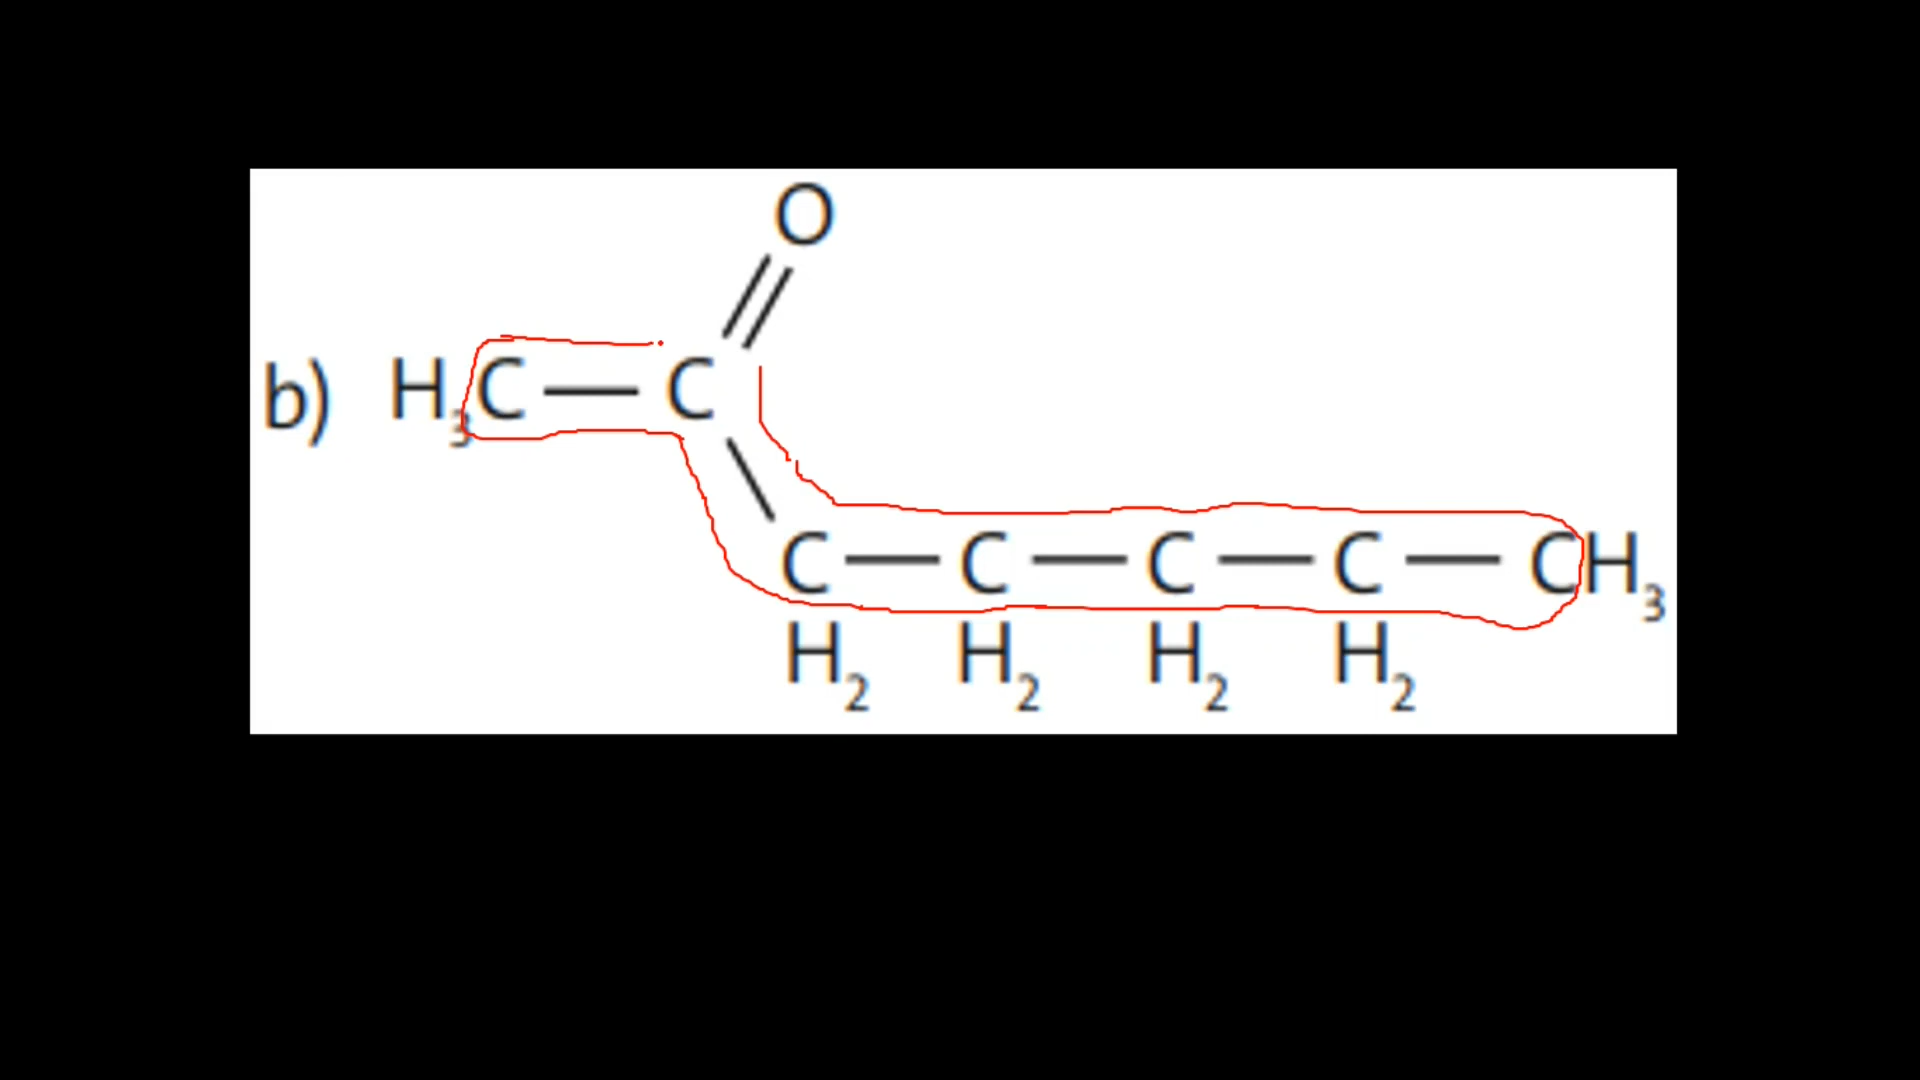 O
b) H₃C — C
C — C — C — C — CH₃
H₂ H₂ H₂ H₂